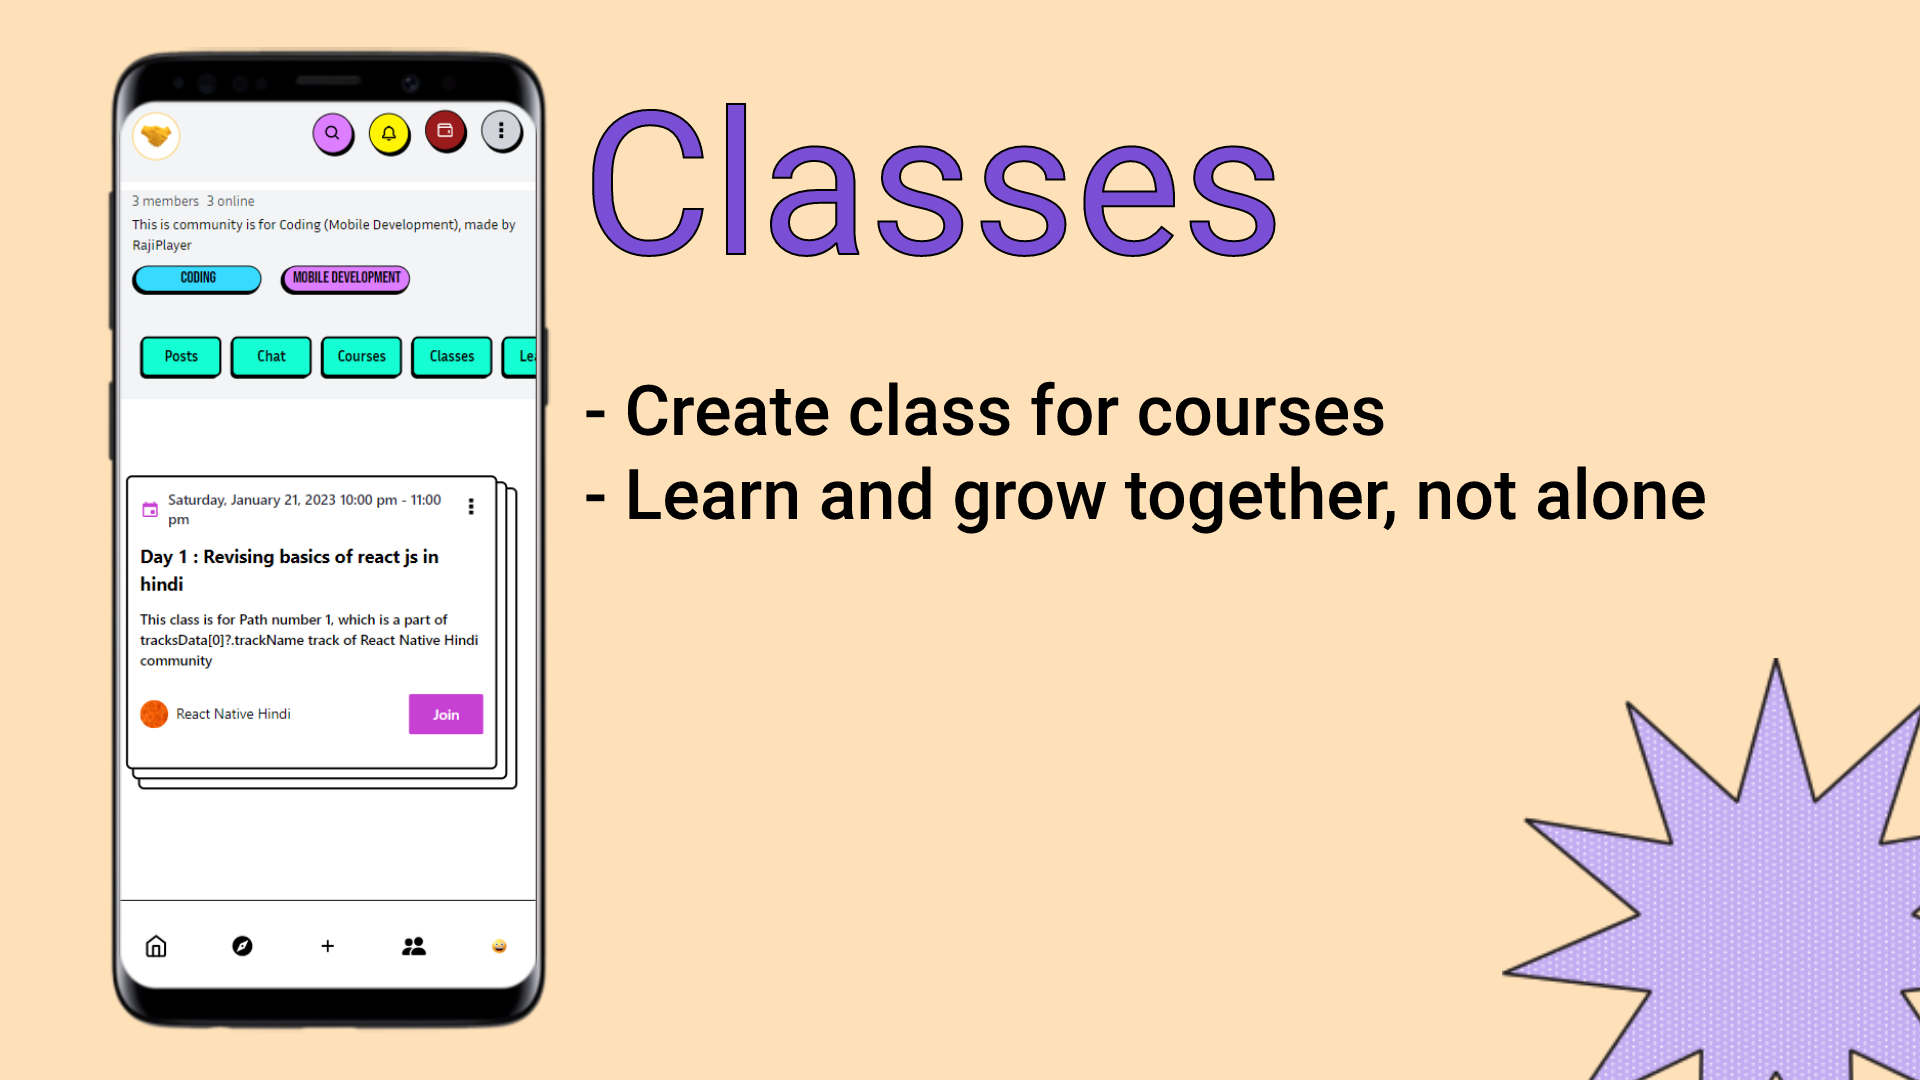 3 members 3 online
This is community is for Coding (Mobile Development), made by
RajiPlayer
CODING
MOBILE DEVELOPMENT
Posts
Chat
Courses
Classes
Saturday, January 21, 2023 10:00 pm - 11:00
pm
Day 1 : Revising basics of react js in
hindi
This class is for Path number 1, which is a part of
tracksData[0]?.trackName track of React Native Hindi
community
React Native Hindi
Join
Classes
- Create class for courses
- Learn and grow together, not alone